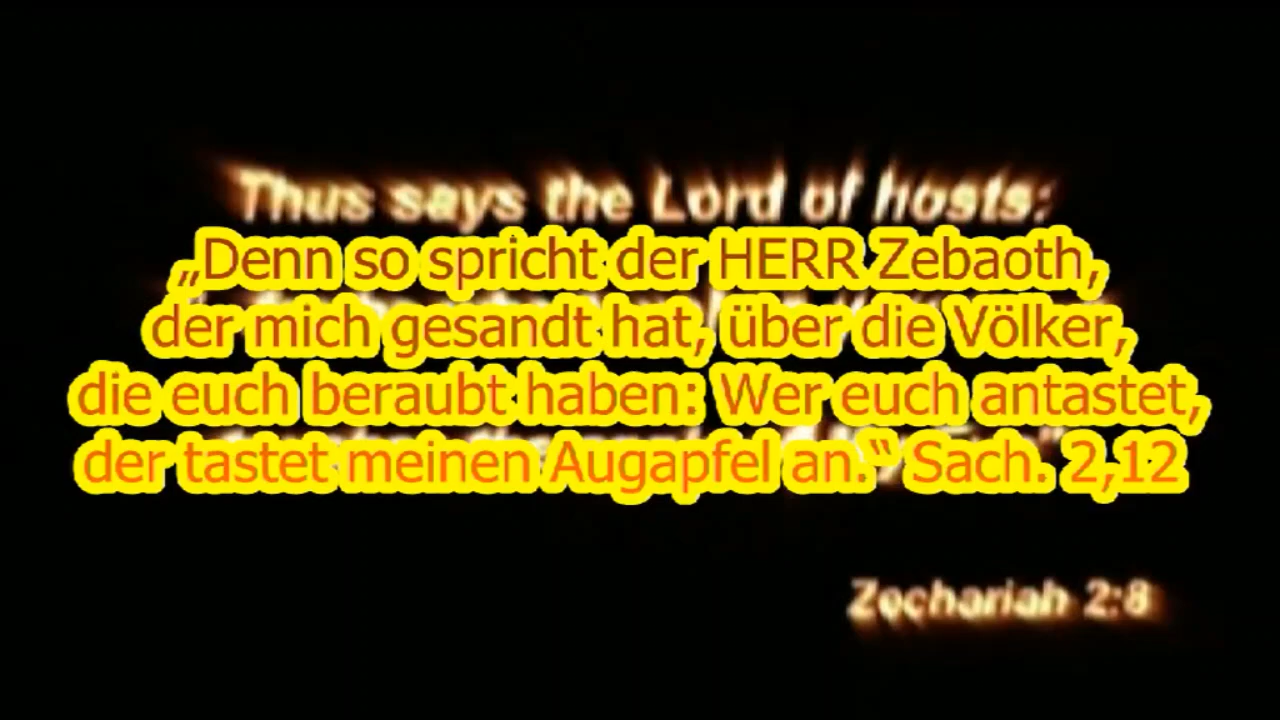 Thus says the Lord of hosts:
„Denn so spricht der HERR Zebaoth,
der mich gesandt hat, über die Völker,
die euch beraubt haben: Wer euch antastet,
der tastet meinen Augapfel an.“ Sach. 2,12
Zechariah 2:8